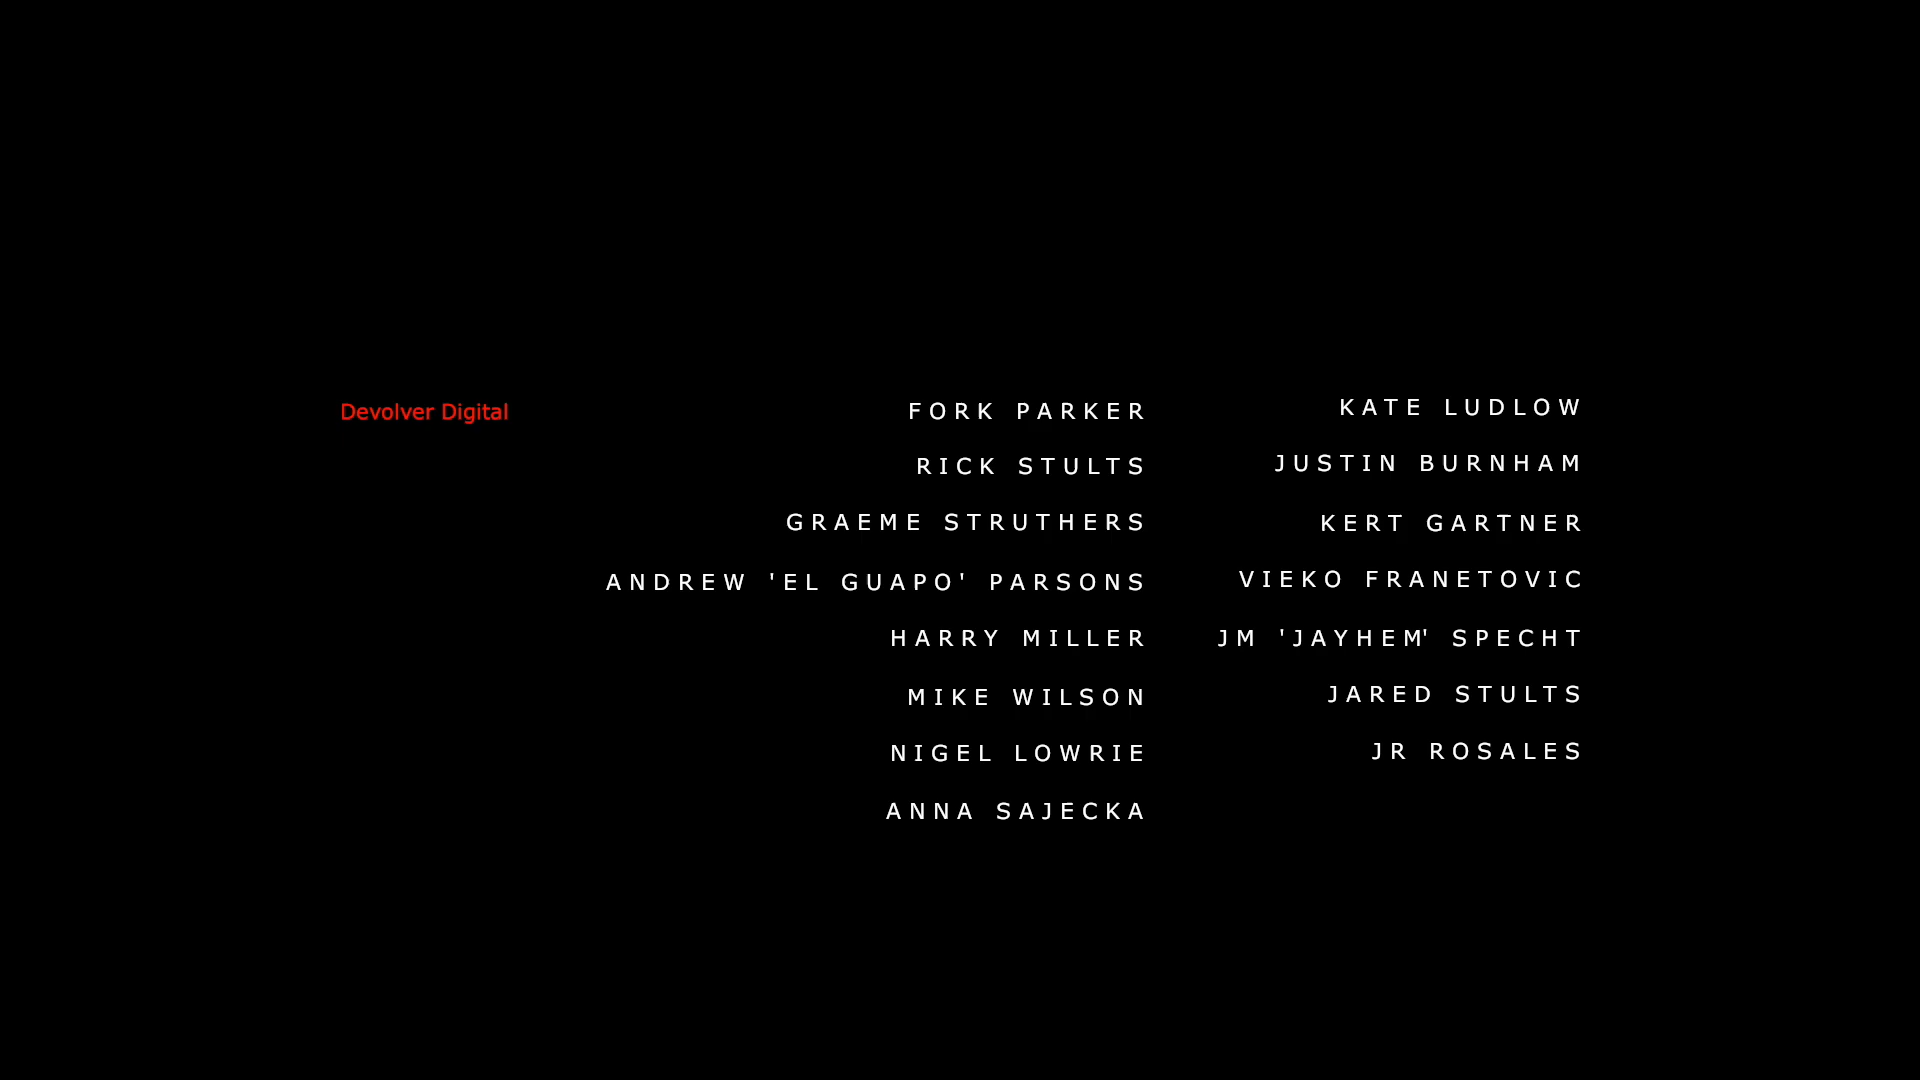 Devolver Digital
FORK PARKER
RICK STULTS
GRAEME STRUTHERS
ANDREW 'EL GUAPO' PARSONS
HARRY MILLER
MIKE WILSON
NIGEL LOWRIE
ANNA SAJECKA
KATE LUDLOW
JUSTIN BURNHAM
KERT GARTNER
VIEKO FRANETOVIC
JM 'JAYHEM' SPECHT
JARED STULTS
JR ROSALES